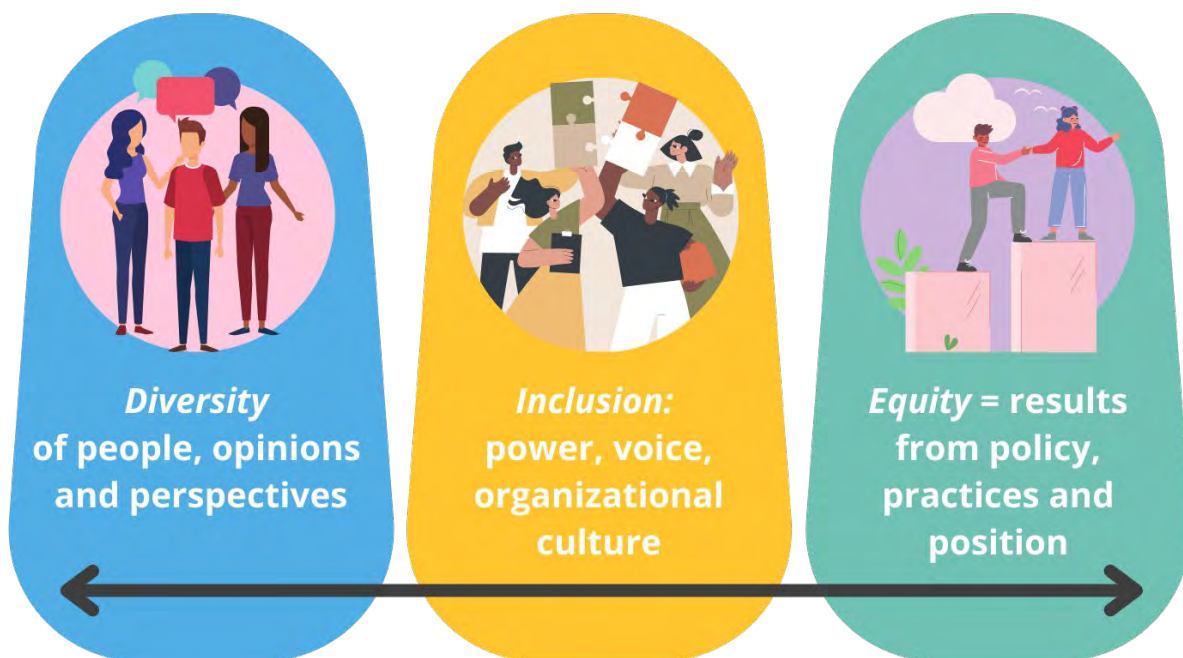 Diversity
of people, opinions
and perspectives
Inclusion:
power, voice,
organizational
culture
Equity = results
from policy,
practices and
position